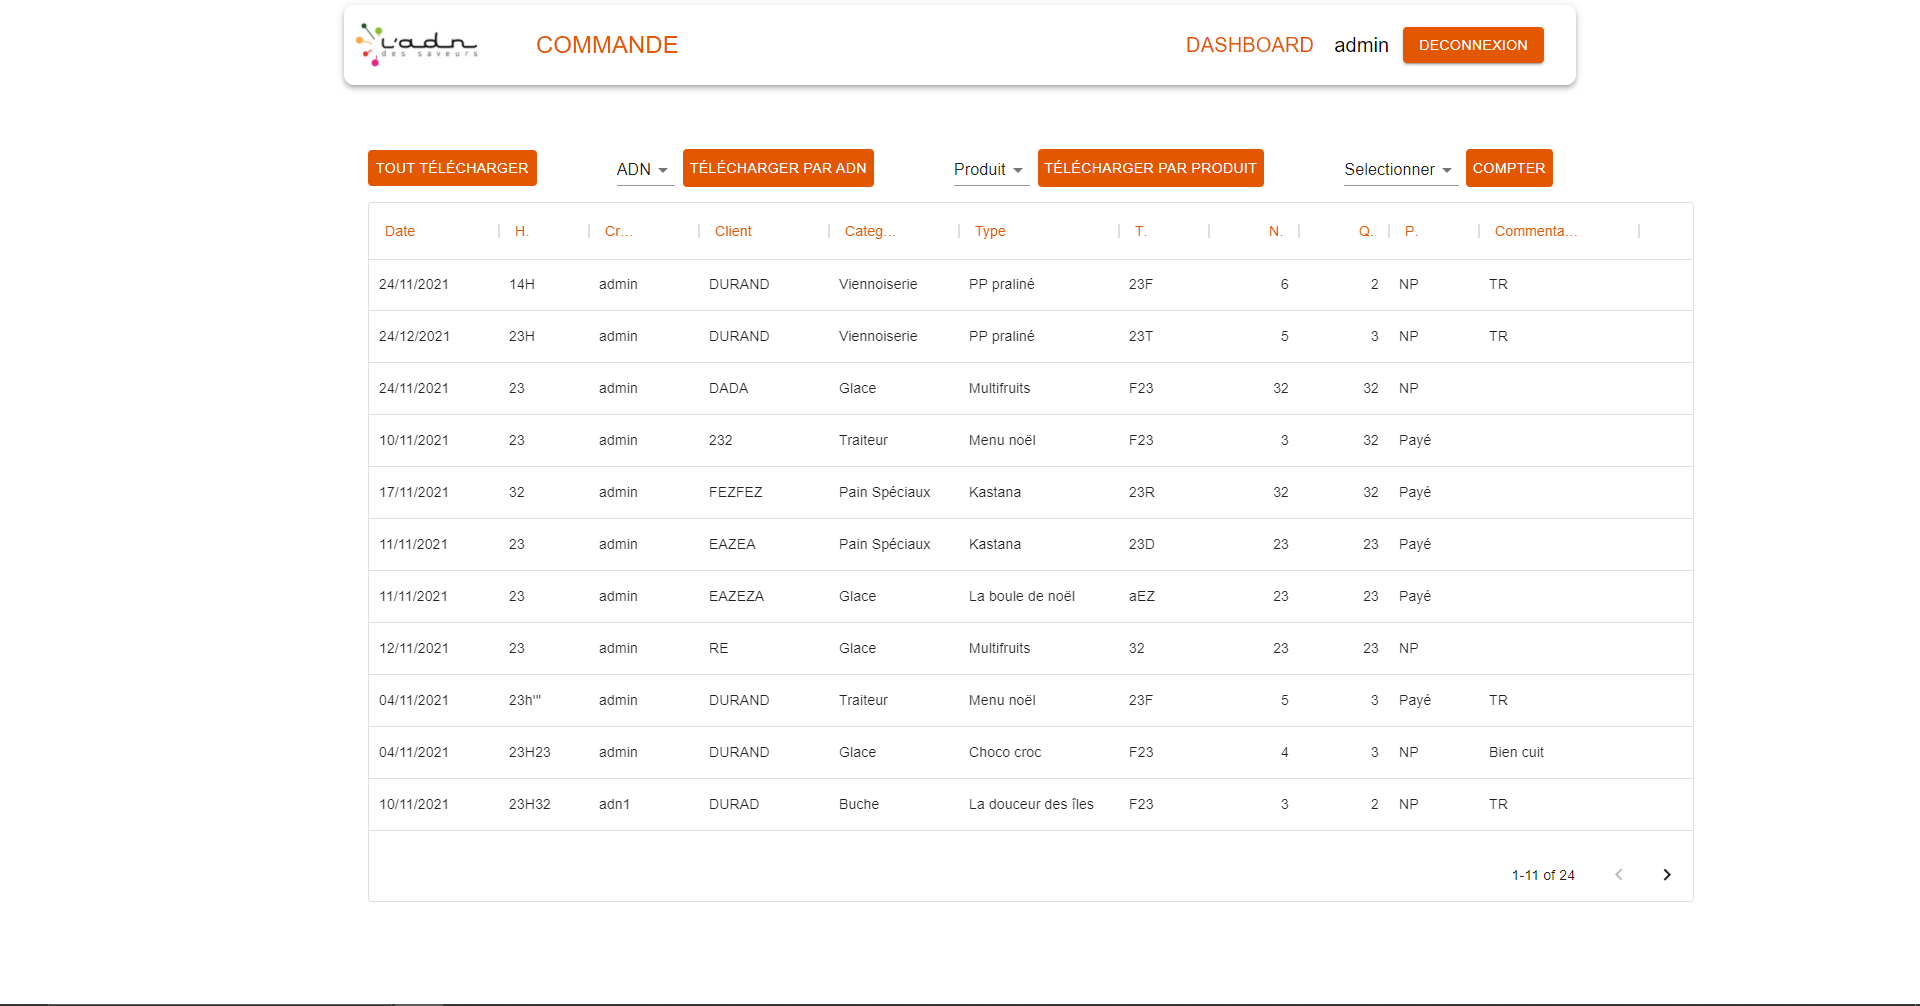 l'adn
des saveurs
COMMANDE
DASHBOARD admin DECONNEXION
TOUT TÉLÉCHARGER ADN TÉLÉCHARGER PAR ADN Produit TÉLÉCHARGER PAR PRODUIT Selectionner COMPTER
Date H. Cr... Client Categ... Type T. N. Q. P. Commenta...
24/11/2021 14H admin DURAND Viennoiserie PP praliné 23F 6 2 NP TR
24/12/2021 23H admin DURAND Viennoiserie PP praliné 23T 5 3 NP TR
24/11/2021 23 admin DADA Glace Multifruits F23 32 32 NP
10/11/2021 23 admin 232 Traiteur Menu noël F23 3 32 Payé
17/11/2021 32 admin FEZFEZ Pain Spéciaux Kastana 23R 32 32 Payé
11/11/2021 23 admin EAZEA Pain Spéciaux Kastana 23D 23 23 Payé
11/11/2021 23 admin EAZEZA Glace La boule de noël aEZ 23 23 Payé
12/11/2021 23 admin RE Glace Multifruits 32 23 23 NP
04/11/2021 23h'" admin DURAND Traiteur Menu noël 23F 5 3 Payé TR
04/11/2021 23H23 admin DURAND Glace Choco croc F23 4 3 NP Bien cuit
10/11/2021 23H32 adn1 DURAD Buche La douceur des îles F23 3 2 NP TR
1-11 of 24